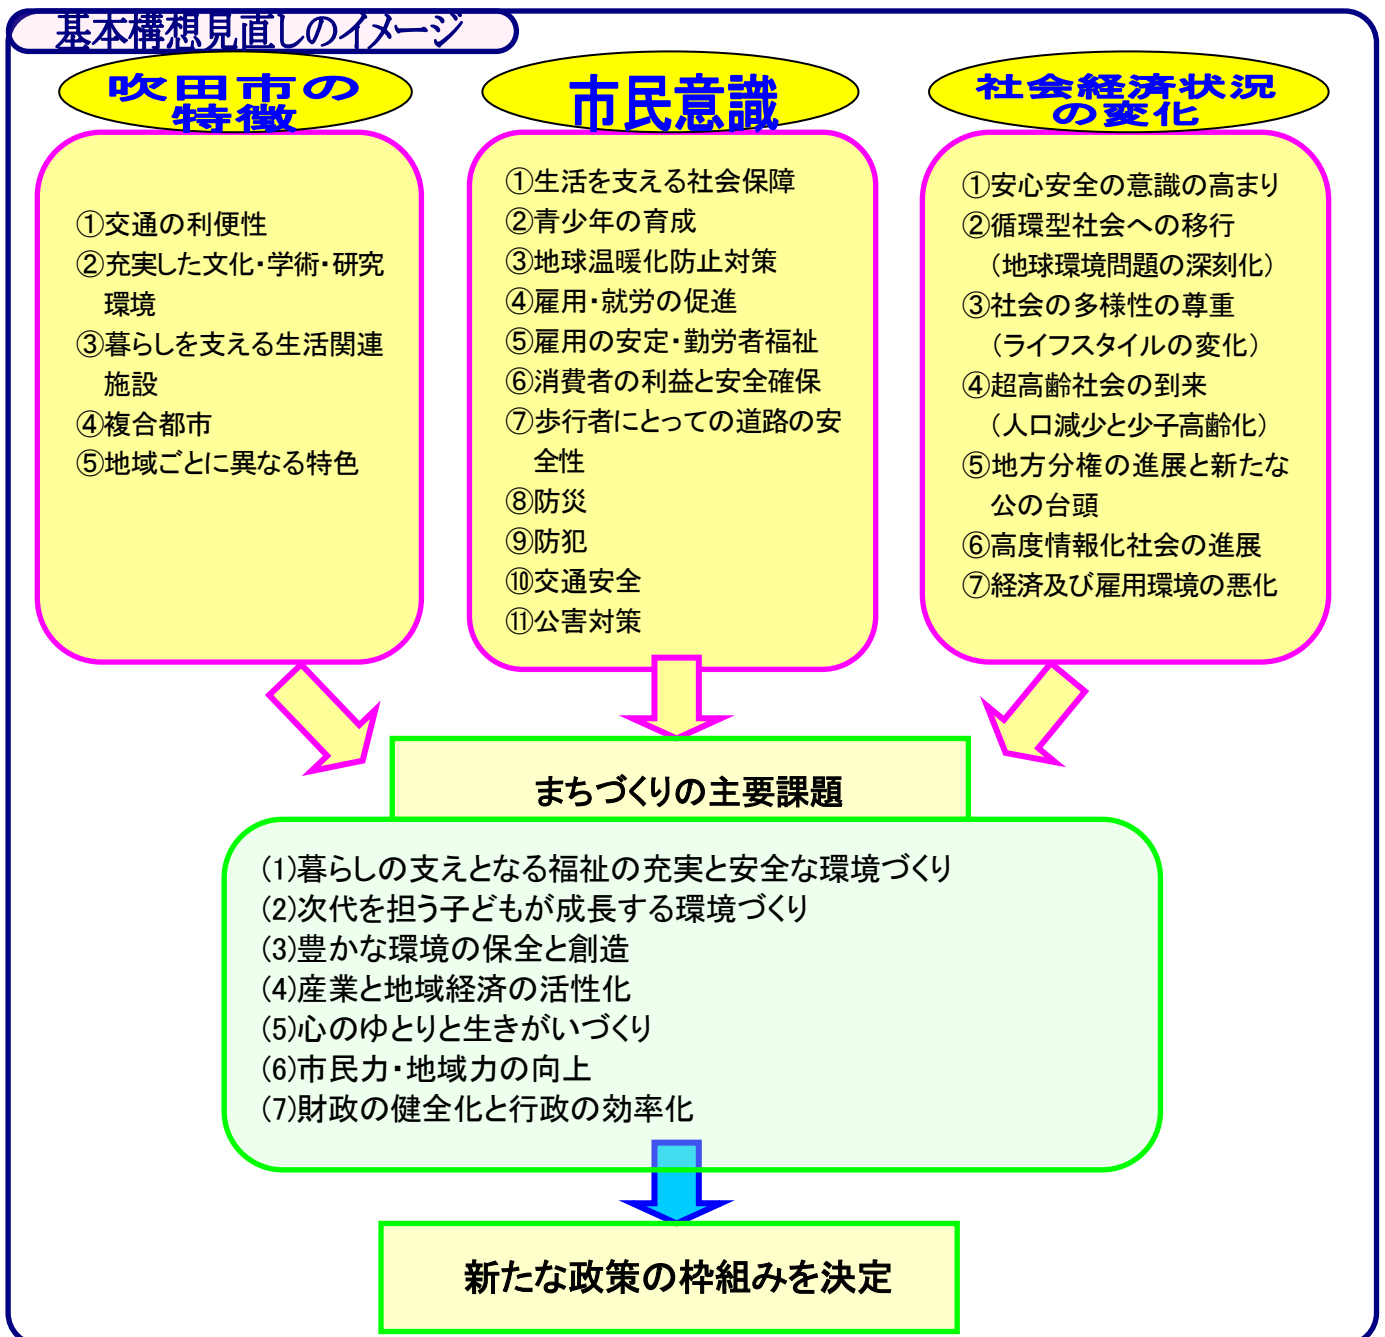 基本構想見直しのイメージ
吹田市の
特徴
①交通の利便性
②充実した文化・学術・研究
環境
③暮らしを支える生活関連
施設
④複合都市
⑤地域ごとに異なる特色
市民意識
①生活を支える社会保障
②青少年の育成
③地球温暖化防止対策
④雇用・就労の促進
⑤雇用の安定・勤労者福祉
⑥消費者の利益と安全確保
⑦歩行者にとっての道路の安
全性
⑧防災
⑨防犯
⑩交通安全
⑪公害対策
社会経済状況
の変化
①安心安全の意識の高まり
②循環型社会への移行
（地球環境問題の深刻化）
③社会の多様性の尊重
（ライフスタイルの変化）
④超高齢社会の到来
（人口減少と少子高齢化）
⑤地方分権の進展と新たな
公の台頭
⑥高度情報化社会の進展
⑦経済及び雇用環境の悪化
まちづくりの主要課題
(1)暮らしの支えとなる福祉の充実と安全な環境づくり
(2)次代を担う子どもが成長する環境づくり
(3)豊かな環境の保全と創造
(4)産業と地域経済の活性化
(5)心のゆとりと生きがいづくり
(6)市民力・地域力の向上
(7)財政の健全化と行政の効率化
新たな政策の枠組みを決定